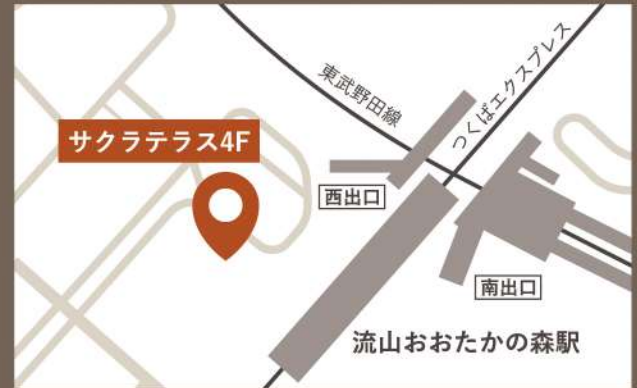 東武野田線
つくばエクスプレス
サクラテラス4F
西出口
南出口
流山おおたかの森駅